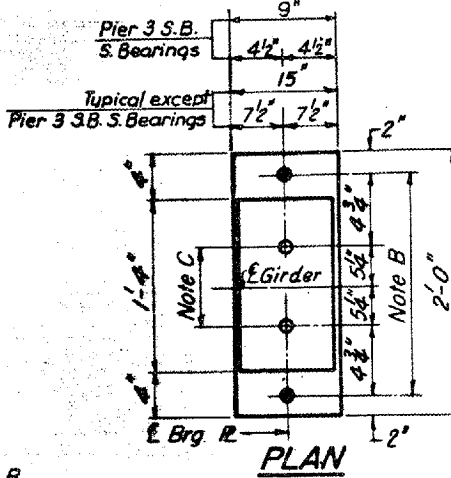 9"
Pier 3 S.B.
S. Bearings
4½" 4½"
15"
Typical except
Pier 3 S.B. S. Bearings
7½" 7½"
2"
4"
4¾"
1'-4"
Note C
℄ Girder
5¼"
5¼"
Note B
2'-0"
4¾"
4"
℄ Brg. ℞
2"
PLAN
B